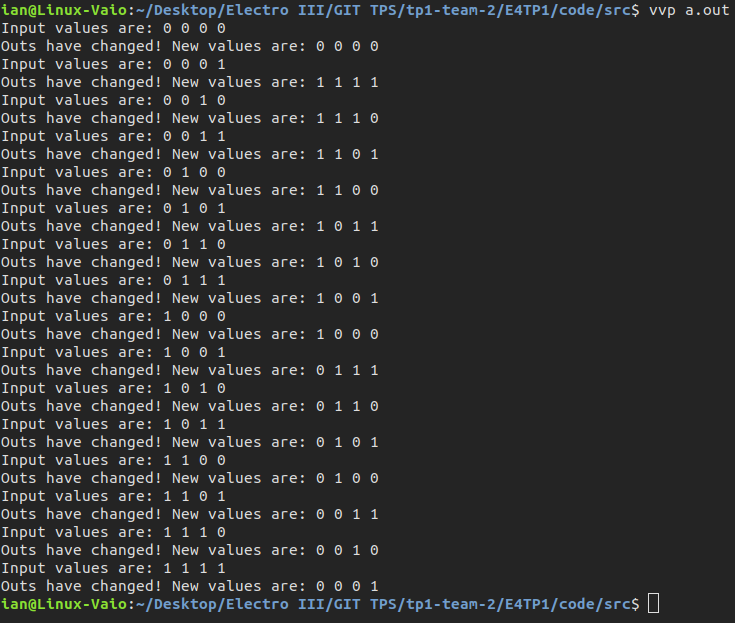 ian@Linux-Vaio:~/Desktop/Electro III/GIT TPS/tp1-team-2/E4TP1/code/src$ vvp a.out
Input values are: 0 0 0 0
Outs have changed! New values are: 0 0 0 0
Input values are: 0 0 0 1
Outs have changed! New values are: 1 1 1 1
Input values are: 0 0 1 0
Outs have changed! New values are: 1 1 1 0
Input values are: 0 0 1 1
Outs have changed! New values are: 1 1 0 1
Input values are: 0 1 0 0
Outs have changed! New values are: 1 1 0 0
Input values are: 0 1 0 1
Outs have changed! New values are: 1 0 1 1
Input values are: 0 1 1 0
Outs have changed! New values are: 1 0 1 0
Input values are: 0 1 1 1
Outs have changed! New values are: 1 0 0 1
Input values are: 1 0 0 0
Outs have changed! New values are: 1 0 0 0
Input values are: 1 0 0 1
Outs have changed! New values are: 0 1 1 1
Input values are: 1 0 1 0
Outs have changed! New values are: 0 1 1 0
Input values are: 1 0 1 1
Outs have changed! New values are: 0 1 0 1
Input values are: 1 1 0 0
Outs have changed! New values are: 0 1 0 0
Input values are: 1 1 0 1
Outs have changed! New values are: 0 0 1 1
Input values are: 1 1 1 0
Outs have changed! New values are: 0 0 1 0
Input values are: 1 1 1 1
Outs have changed! New values are: 0 0 0 1
ian@Linux-Vaio:~/Desktop/Electro III/GIT TPS/tp1-team-2/E4TP1/code/src$